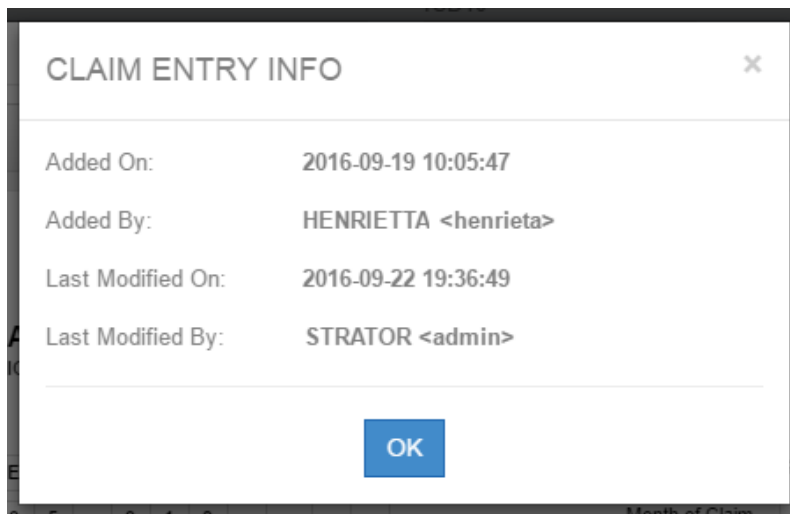 CLAIM ENTRY INFO ×
Added On: 2016-09-19 10:05:47
Added By: HENRIETTA <henrieta>
Last Modified On: 2016-09-22 19:36:49
Last Modified By: STRATOR <admin>
OK
Month of Claim